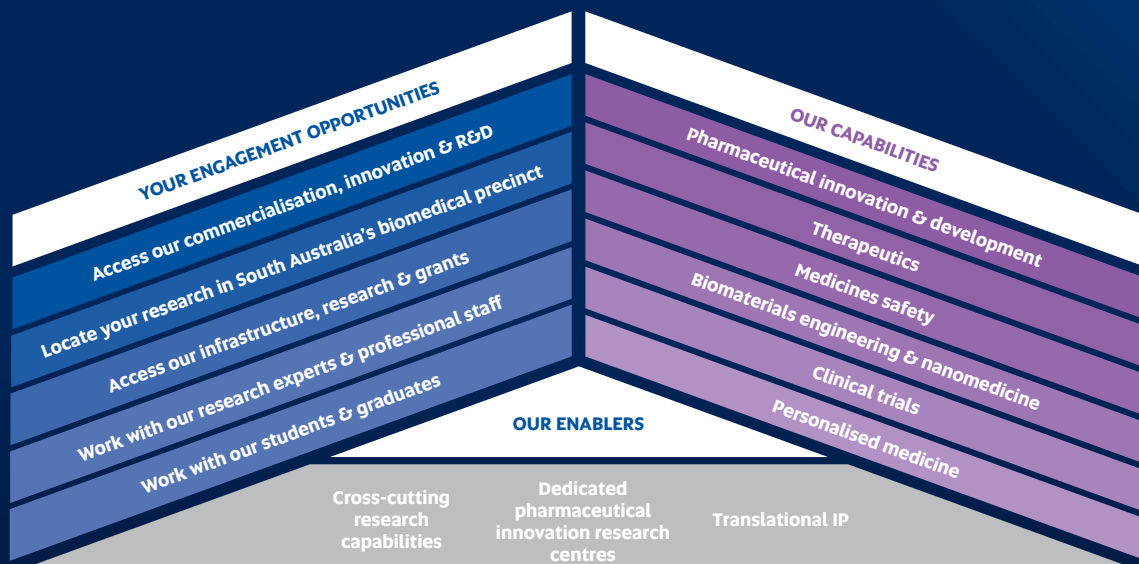 YOUR ENGAGEMENT OPPORTUNITIES
Access our commercialisation, innovation & R&D
Locate your research in South Australia's biomedical precinct
Access our infrastructure, research & grants
Work with our research experts & professional staff
Work with our students & graduates
OUR CAPABILITIES
Pharmaceutical innovation & development
Therapeutics
Medicines safety
Biomaterials engineering & nanomedicine
Clinical trials
Personalised medicine
OUR ENABLERS
Cross-cutting
research
capabilities
Dedicated
pharmaceutical
innovation research
centres
Translational IP